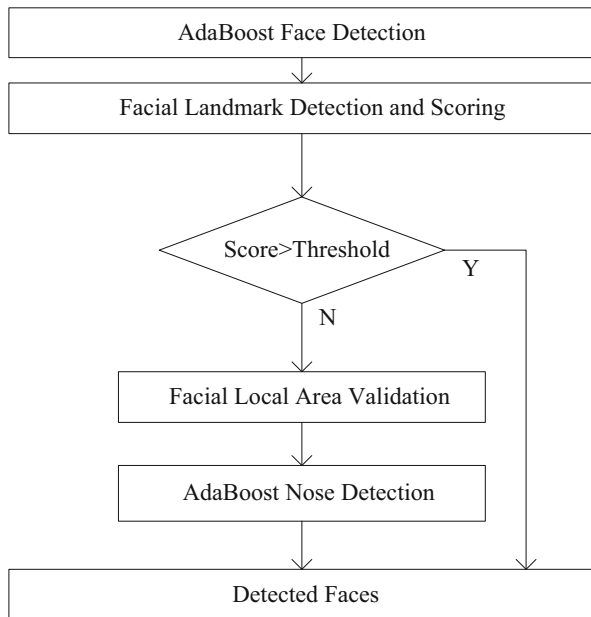 AdaBoost Face Detection
Facial Landmark Detection and Scoring
Score>Threshold
Y
N
Facial Local Area Validation
AdaBoost Nose Detection
Detected Faces